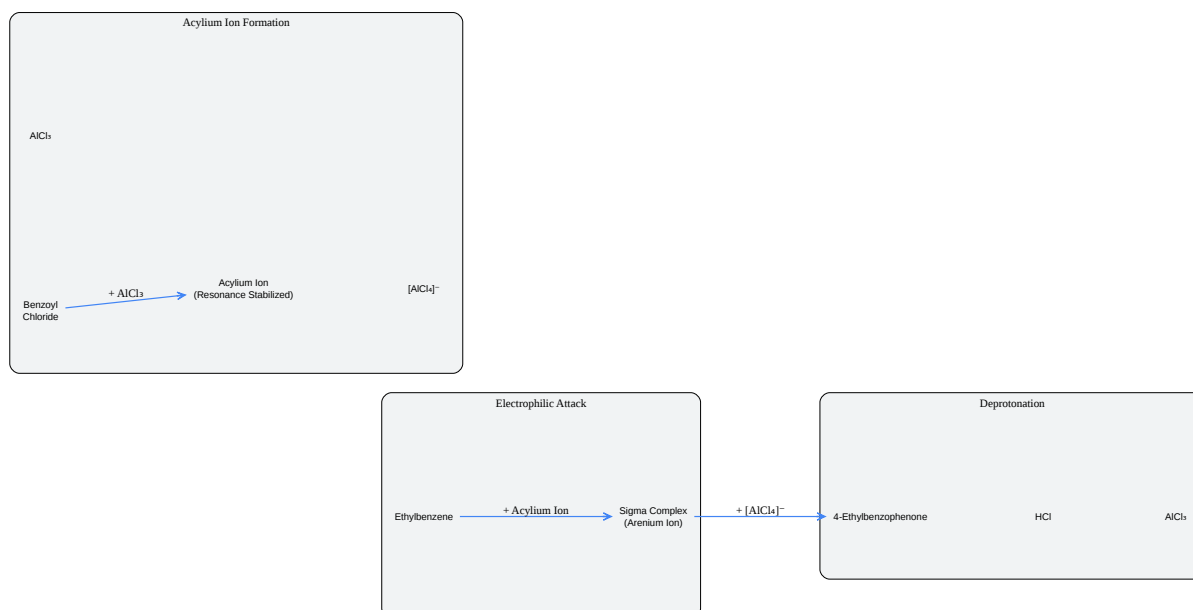 Acylium Ion Formation
AlCl₃
Benzoyl
Chloride
+ AlCl₃
Acylium Ion
(Resonance Stabilized)
[AlCl₄]⁻
Electrophilic Attack
Ethylbenzene
+ Acylium Ion
Sigma Complex
(Arenium Ion)
+ [AlCl₄]⁻
Deprotonation
4-Ethylbenzophenone
HCl
AlCl₃